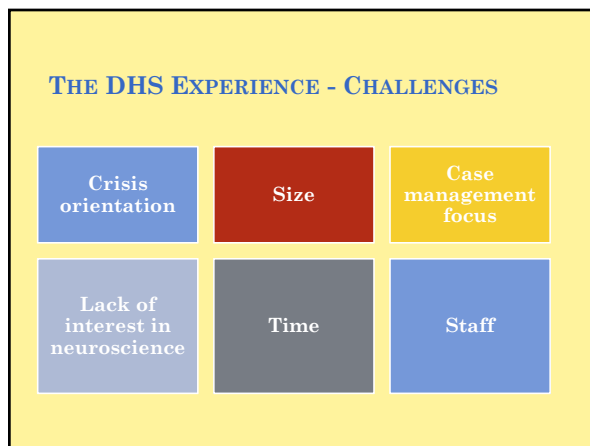 THE DHS EXPERIENCE - CHALLENGES
Crisis
orientation
Size
Case
management
focus
Lack of
interest in
neuroscience
Time
Staff